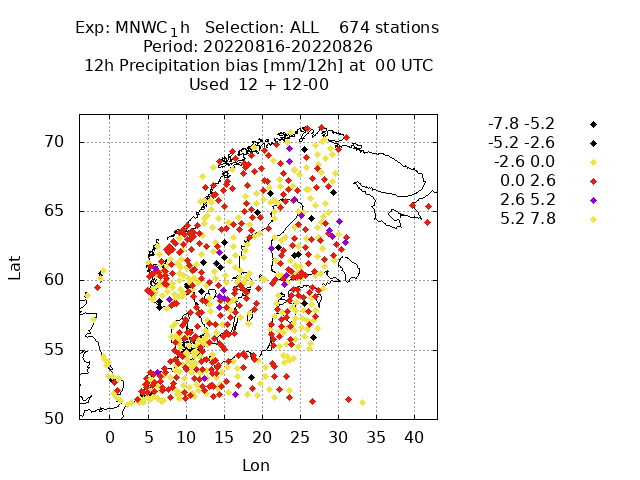 Exp: MNWC_1h   Selection: ALL    674 stations
Period: 20220816-20220826
12h Precipitation bias [mm/12h] at  00 UTC
Used  12 + 12-00
-7.8 -5.2
-5.2 -2.6
-2.6 0.0
0.0 2.6
2.6 5.2
5.2 7.8
70
65
60
55
50
Lat
0 5 10 15 20 25 30 35 40
Lon